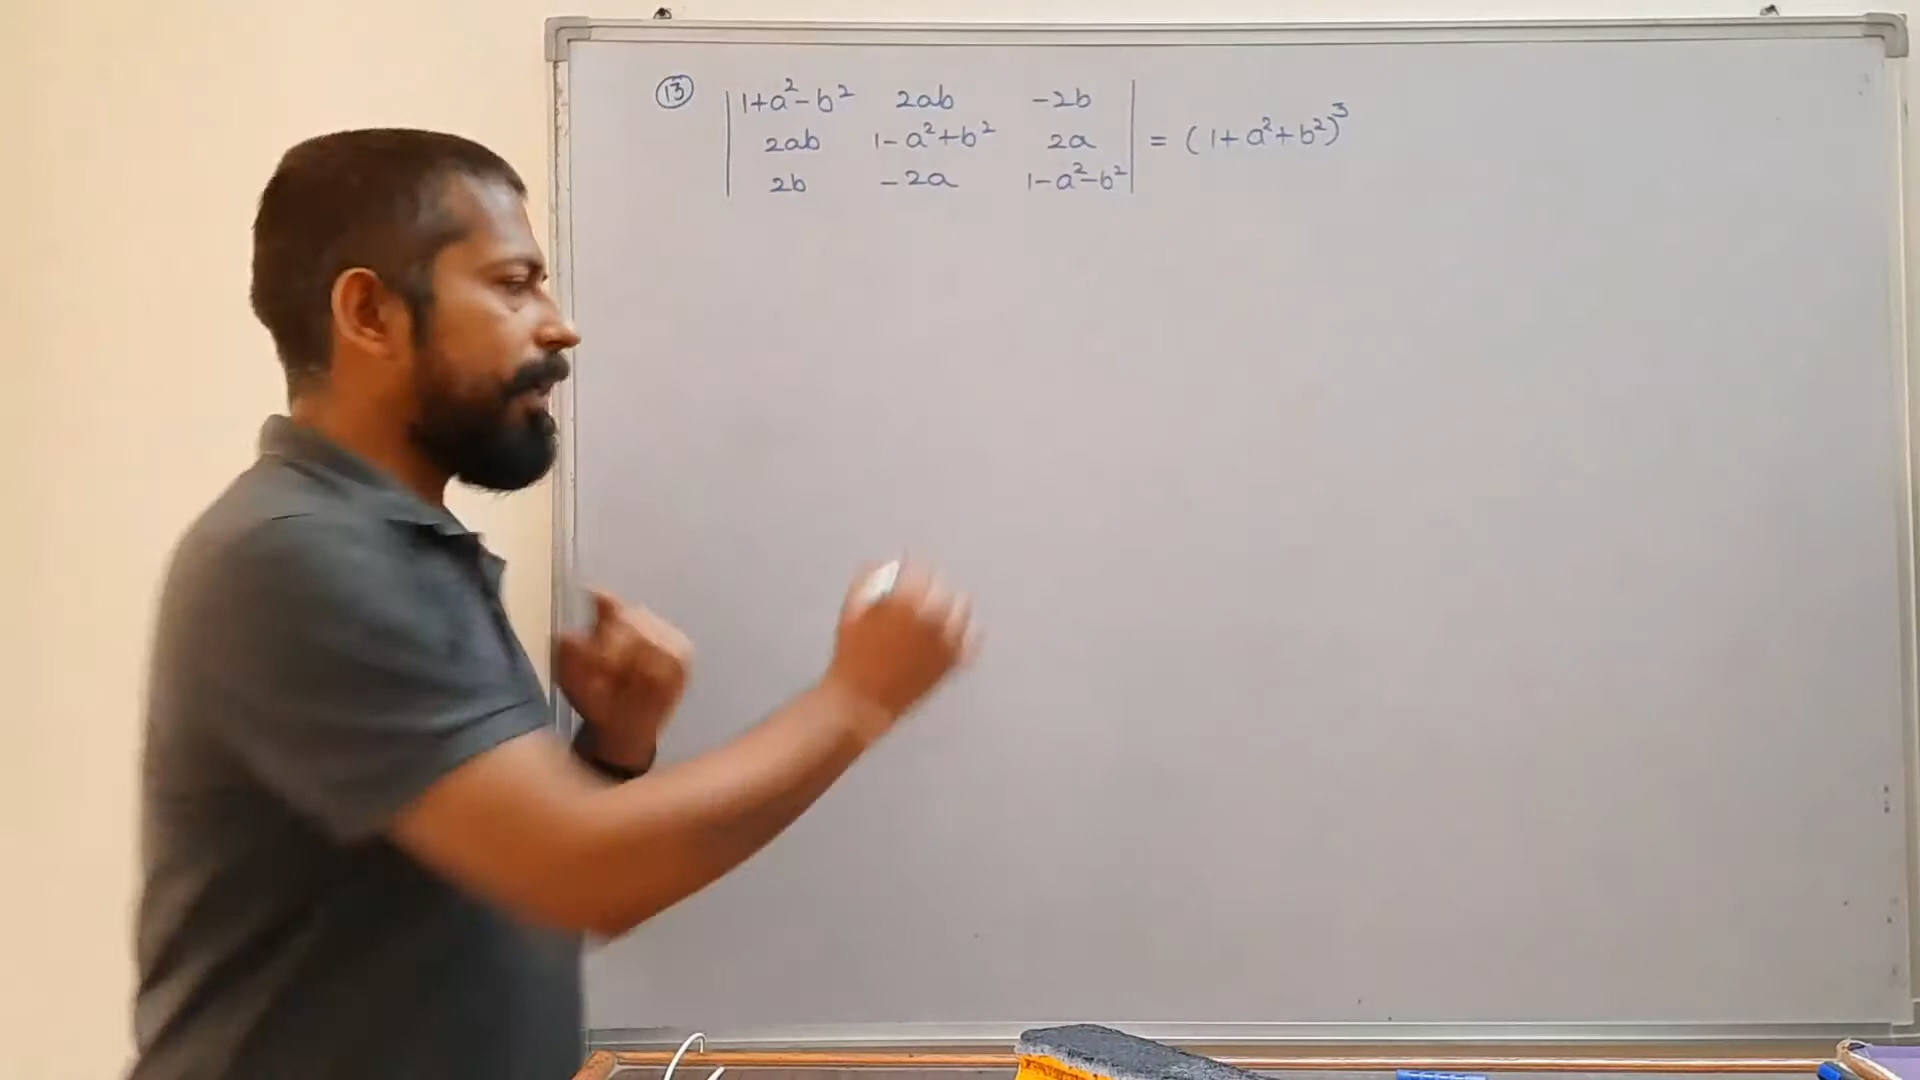 ⑬ | 1+a²-b² 2ab -2b |
| 2ab 1-a²+b² 2a | = (1+a²+b²)³
| 2b -2a 1-a²-b² |